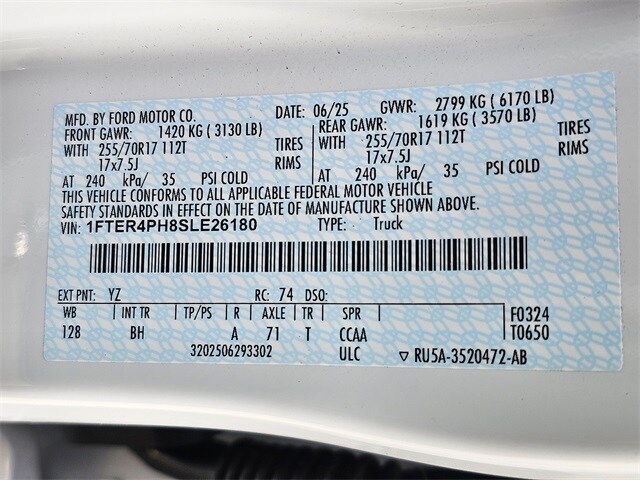 MFD. BY FORD MOTOR CO. DATE: 06/25 GVWR: 2799 KG ( 6170 LB)
FRONT GAWR: 1420 KG ( 3130 LB) REAR GAWR: 1619 KG ( 3570 LB)
WITH 255/70R17 112T TIRES WITH 255/70R17 112T TIRES
17x7.5J RIMS 17x7.5J RIMS
AT 240 kPa/ 35 PSI COLD AT 240 kPa/ 35 PSI COLD
THIS VEHICLE CONFORMS TO ALL APPLICABLE FEDERAL MOTOR VEHICLE
SAFETY STANDARDS IN EFFECT ON THE DATE OF MANUFACTURE SHOWN ABOVE.
VIN: 1FTER4PH8SLE26180 TYPE: Truck
EXT PNT: YZ RC: 74 DSO:
WB INT TR TP/PS R AXLE TR SPR F0324
128 BH A 71 T CCAA T0650
3202506293302 ULC ▽ RU5A-3520472-AB